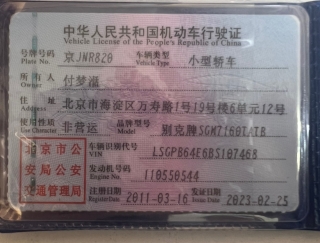 中华人民共和国机动车行驶证
Vehicle License of the People's Republic of China
号牌号码 京JNR820 车辆类型 小型轿车
Plate No. Vehicle Type
所有人 付梦
Owner
住址 北京市海淀区万寿路1号19号楼6单元12号
Address
使用性质 非营运 品牌型号 别克牌SGM7160TATB
Use Character Model
北京市公安局公安交通管理局
车辆识别代号 LSGPB64E6BS107468
VIN
发动机号码 110550544
Engine No.
注册日期 2011-03-16 发证日期 2023-02-25
Register Date Issue Date